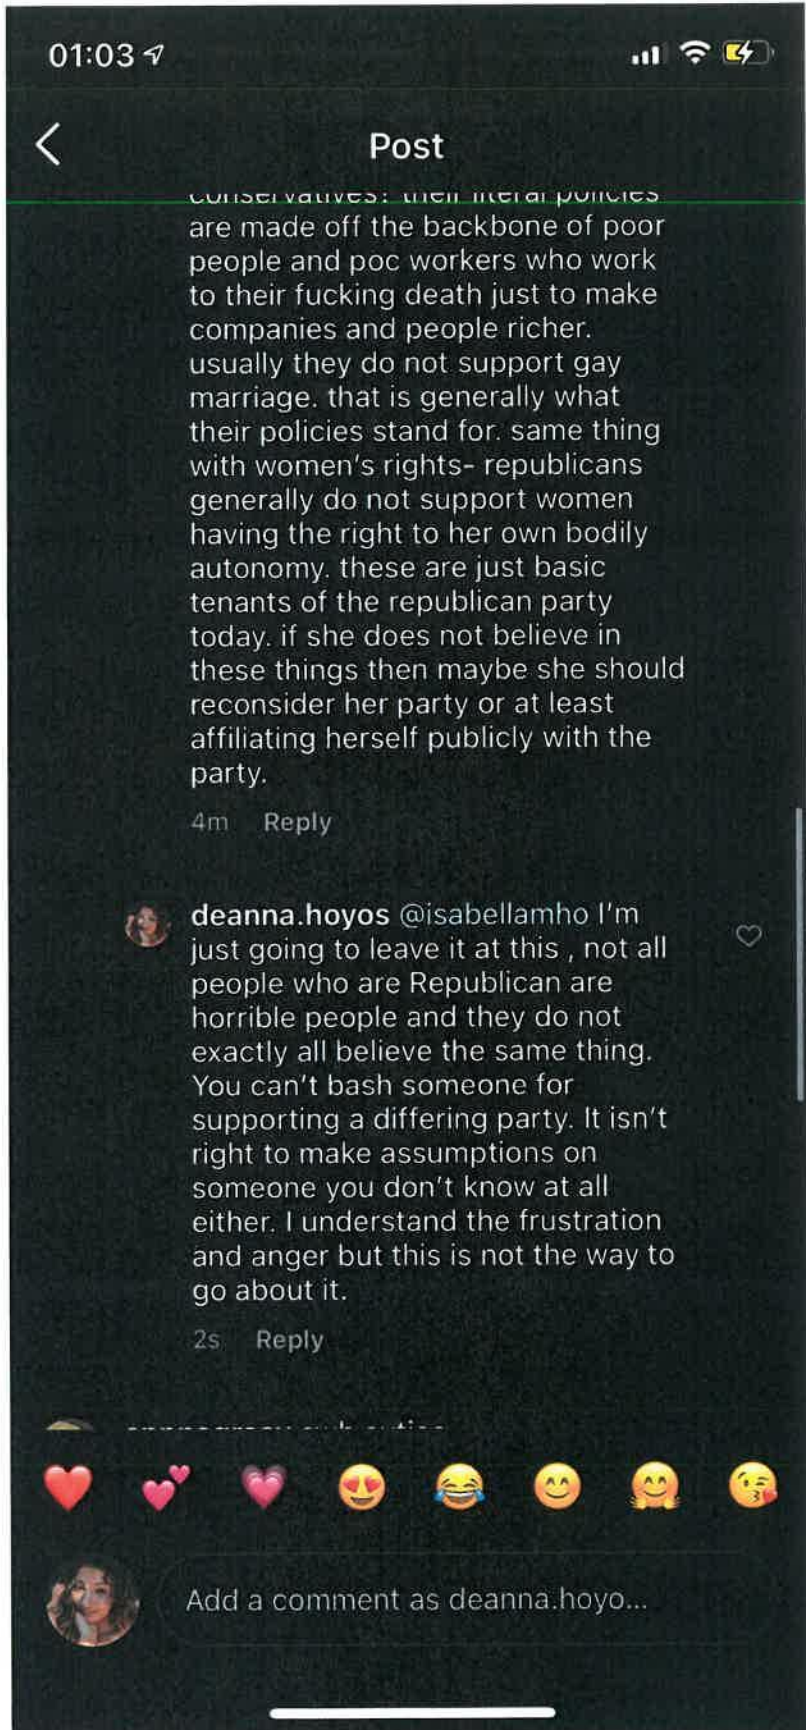 01:03
Post
conservatives? their literal policies
are made off the backbone of poor
people and poc workers who work
to their fucking death just to make
companies and people richer.
usually they do not support gay
marriage. that is generally what
their policies stand for. same thing
with women's rights- republicans
generally do not support women
having the right to her own bodily
autonomy. these are just basic
tenants of the republican party
today. if she does not believe in
these things then maybe she should
reconsider her party or at least
affiliating herself publicly with the
party.
4m Reply
deanna.hoyos @isabellamho I'm
just going to leave it at this , not all
people who are Republican are
horrible people and they do not
exactly all believe the same thing.
You can't bash someone for
supporting a differing party. It isn't
right to make assumptions on
someone you don't know at all
either. I understand the frustration
and anger but this is not the way to
go about it.
2s Reply
Add a comment as deanna.hoyo...